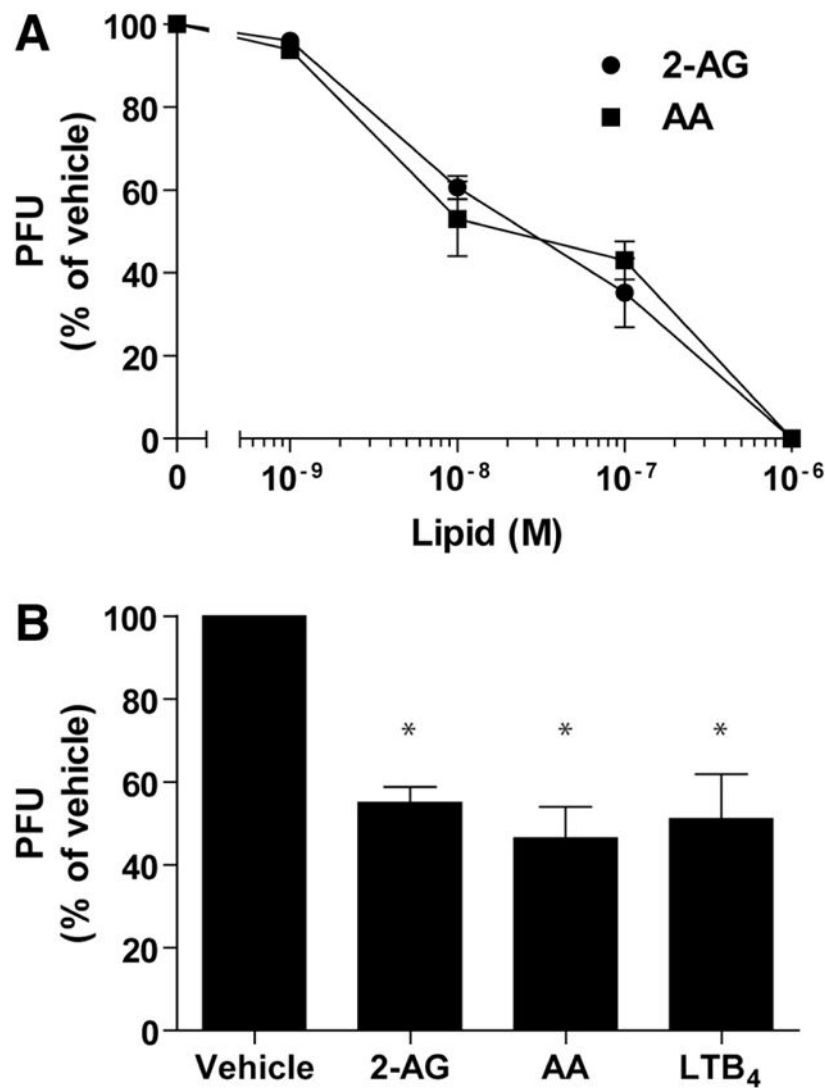 A
100
80
60
40
20
0
PFU
(% of vehicle)
2-AG
AA
0
10⁻⁹
10⁻⁸
10⁻⁷
10⁻⁶
Lipid (M)
B
100
80
60
40
20
0
PFU
(% of vehicle)
*
*
*
Vehicle
2-AG
AA
LTB₄